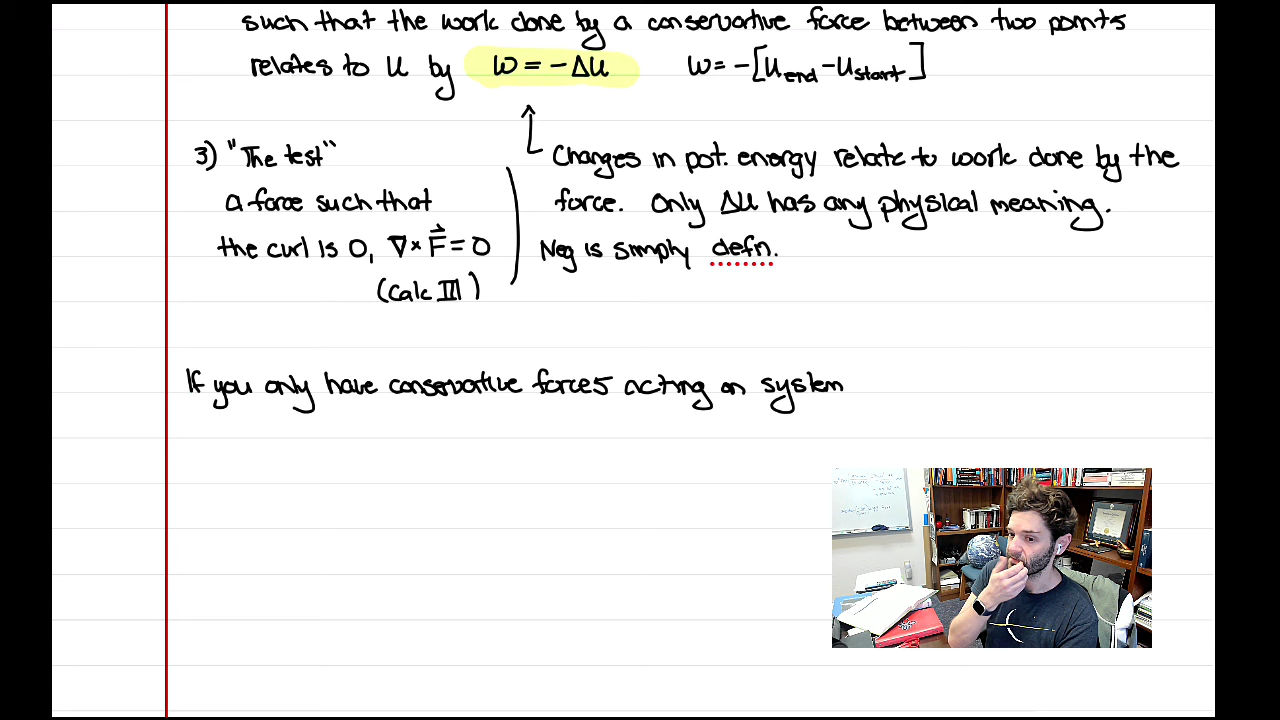 such that the work done by a conservative force between two points
relates to U by W = -ΔU W = -[U_end - U_start]
3) "The test"
a force such that
the curl is 0, ∇ × F⃗ = 0
(Calc III)
Changes in pot. energy relate to work done by the
force. Only ΔU has any physical meaning.
Neg is simply defn.
If you only have conservative forces acting on system